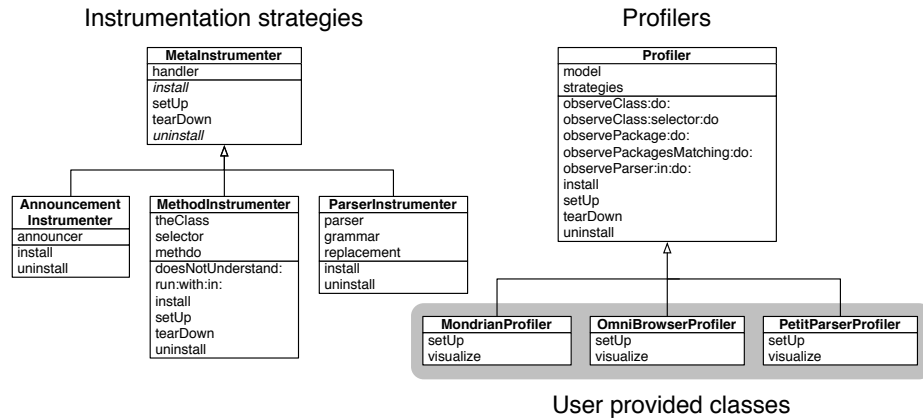 Instrumentation strategies
Profilers
MetaInstrumenter
handler
install
setUp
tearDown
uninstall
Announcement
Instrumenter
announcer
install
uninstall
MethodInstrumenter
theClass
selector
methdo
doesNotUnderstand:
run:with:in:
install
setUp
tearDown
uninstall
ParserInstrumenter
parser
grammar
replacement
install
uninstall
Profiler
model
strategies
observeClass:do:
observeClass:selector:do
observePackage:do:
observePackagesMatching:do:
observeParser:in:do:
install
setUp
tearDown
uninstall
MondrianProfiler
setUp
visualize
OmniBrowserProfiler
setUp
visualize
PetitParserProfiler
setUp
visualize
User provided classes